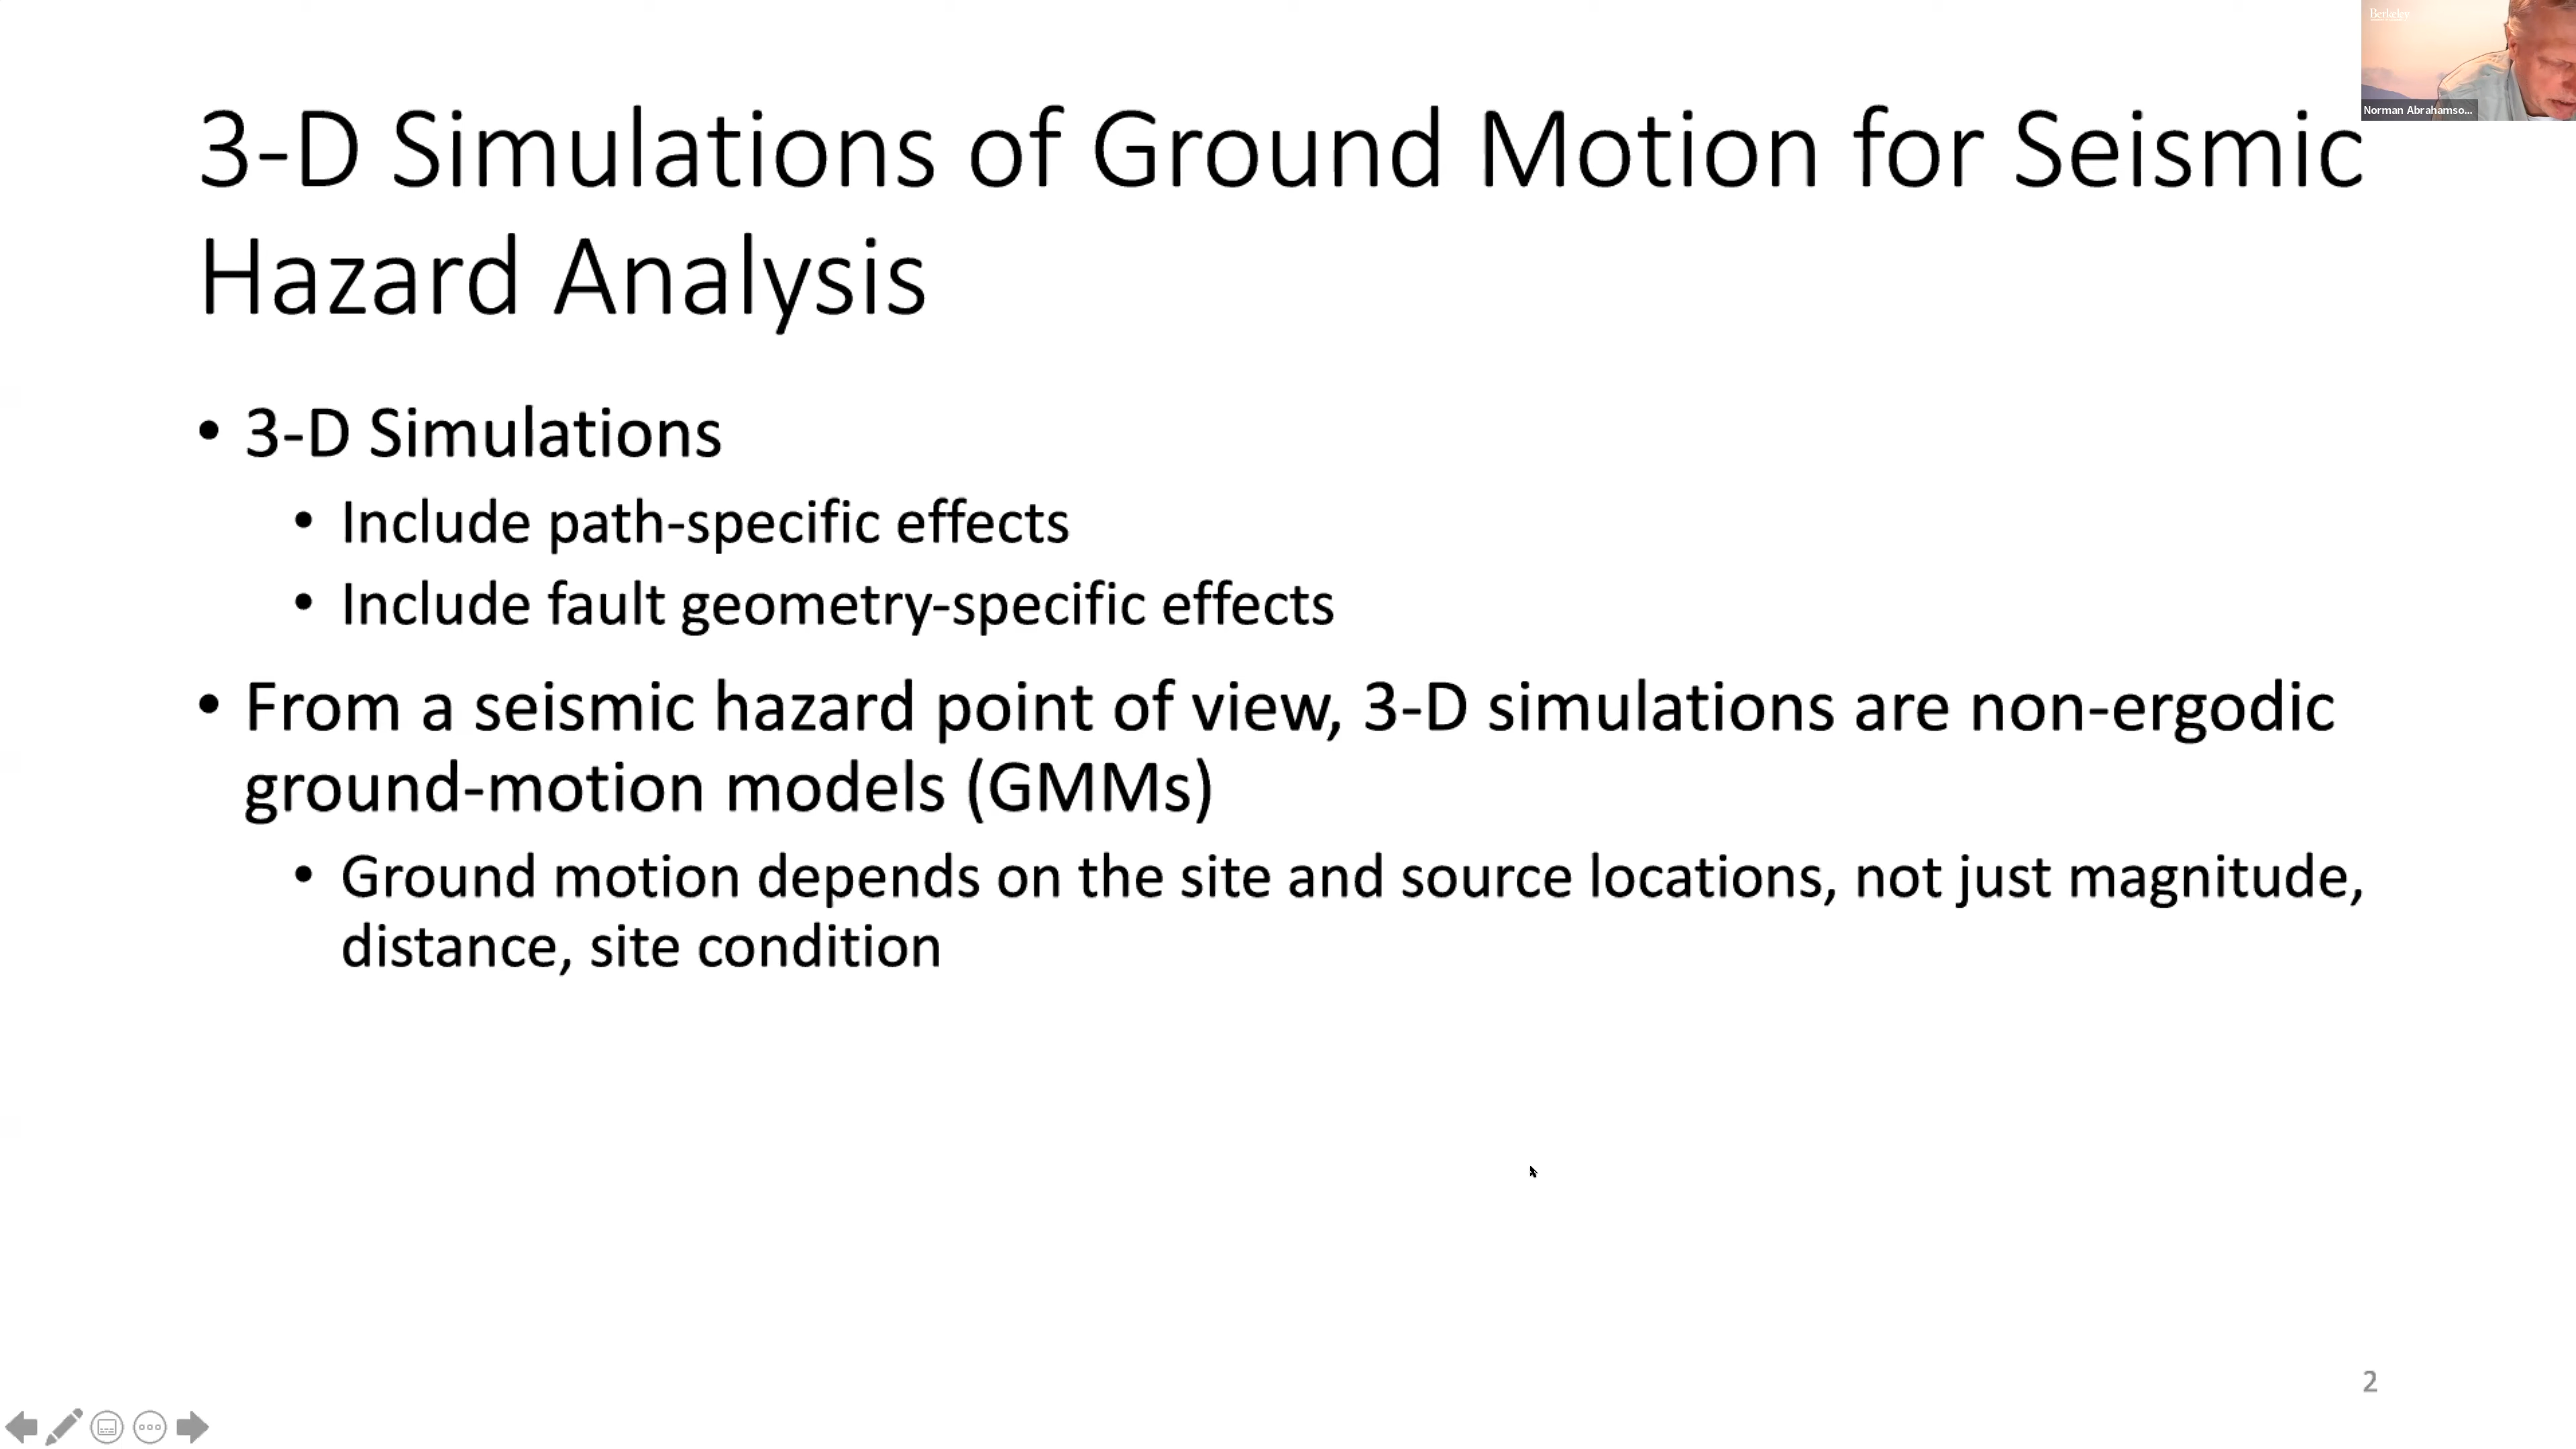 Berkeley
Norman Abrahamso...
3-D Simulations of Ground Motion for Seismic
Hazard Analysis
• 3-D Simulations
• Include path-specific effects
• Include fault geometry-specific effects
• From a seismic hazard point of view, 3-D simulations are non-ergodic
ground-motion models (GMMs)
• Ground motion depends on the site and source locations, not just magnitude,
distance, site condition
2